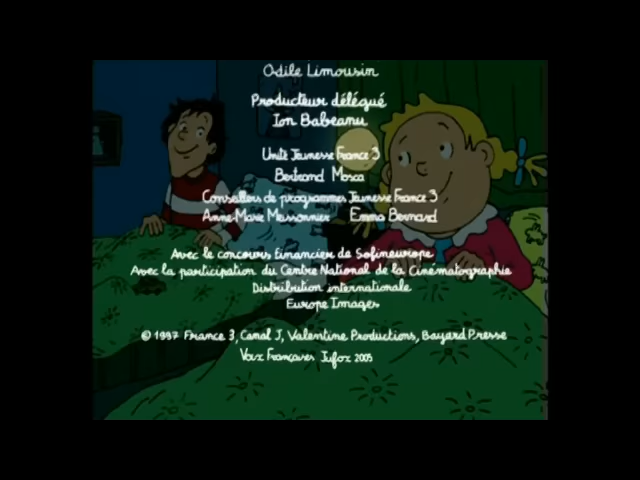 Odile Limousin
Producteur délégué
Ion Babeanu
Unité Jeunesse France 3
Bertrand Mosca
Conseillers de programmes Jeunesse France 3
Anne-Marie Massonnier Emma Bernard
Avec le concours financier de Sofineurope
Avec la participation du Centre National de la Cinématographie
Distribution internationale
Europe Images
© 1997 France 3, Canal J, Valentine Productions, Bayard Presse
Voix Françaises Jufox 2005